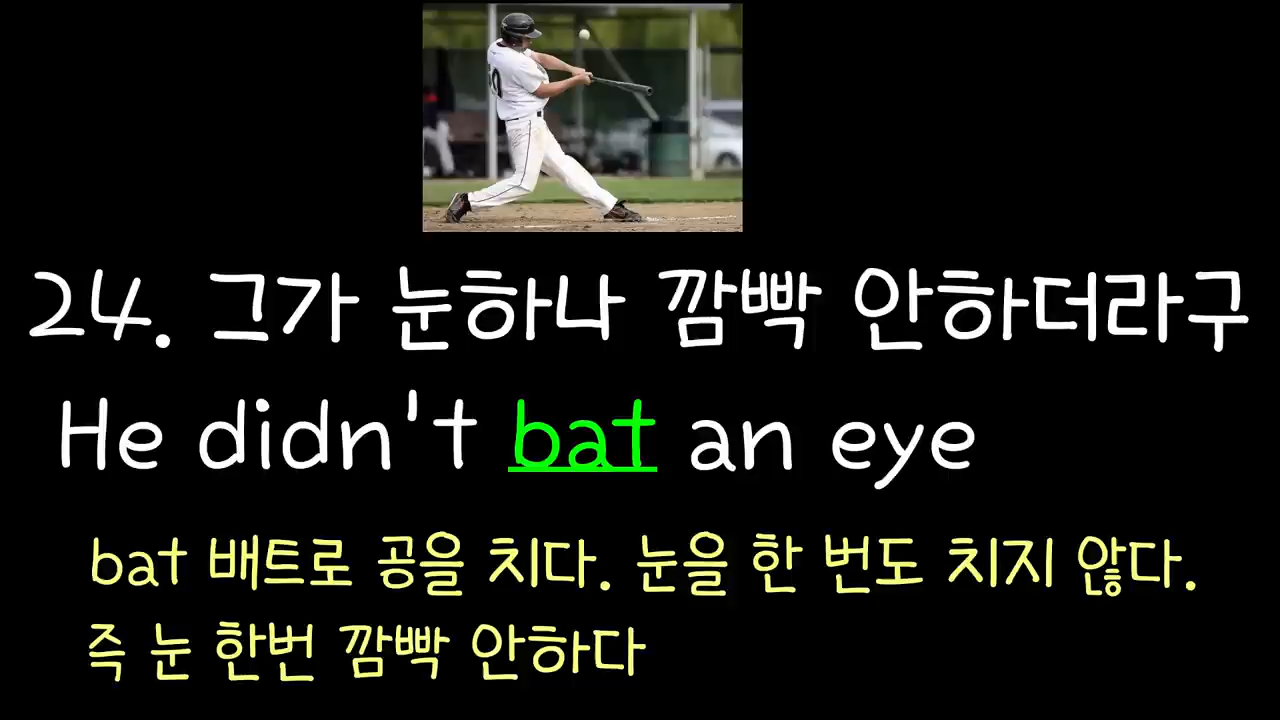 24. 그가 눈하나 깜빡 안하더라구
He didn't bat an eye
bat 배트로 공을 치다. 눈을 한 번도 치지 않다.
즉 눈 한번 깜빡 안하다